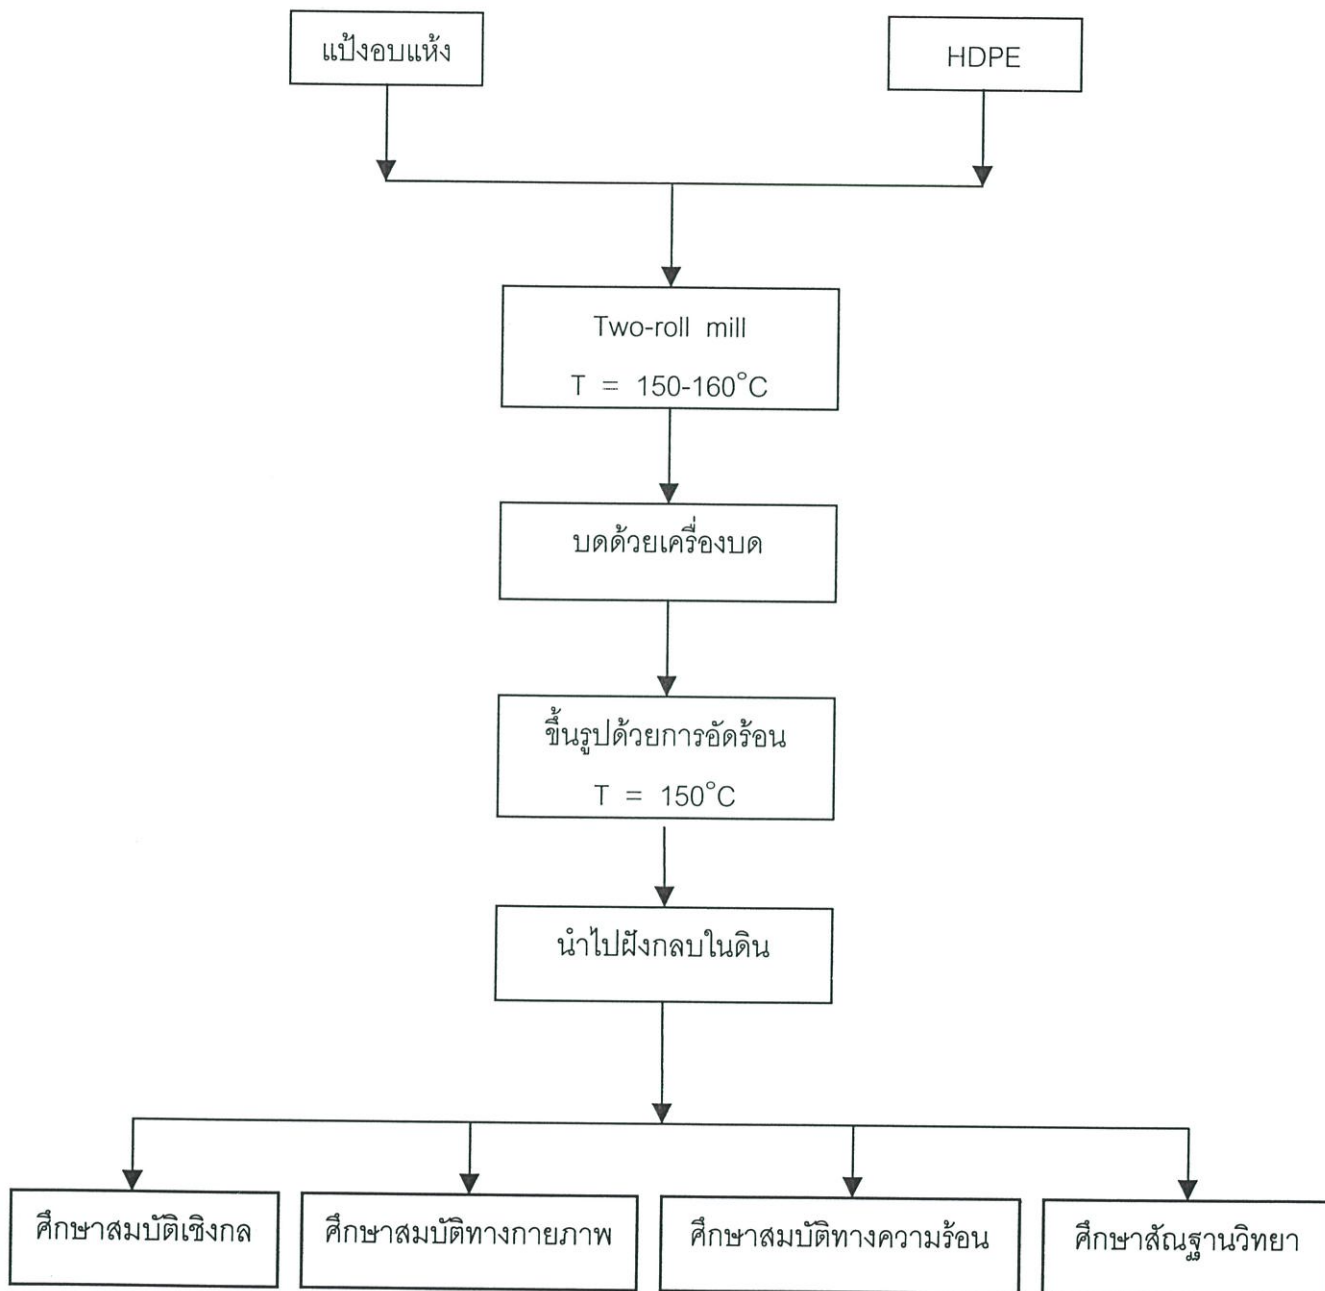 แป้งอบแห้ง
HDPE
Two-roll mill
T = 150-160°C
บดด้วยเครื่องบด
ขึ้นรูปด้วยการอัดร้อน
T = 150°C
นำไปฝังกลบในดิน
ศึกษาสมบัติเชิงกล
ศึกษาสมบัติทางกายภาพ
ศึกษาสมบัติทางความร้อน
ศึกษาสัณฐานวิทยา